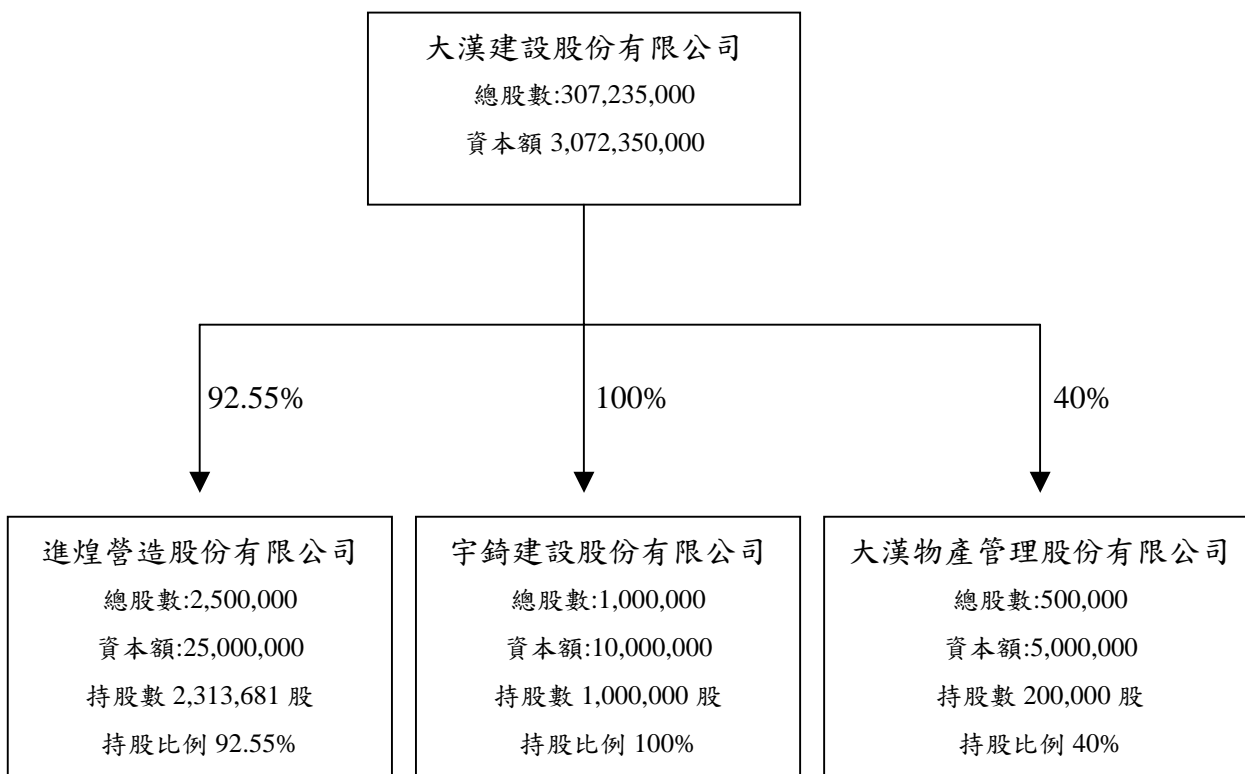 大漢建設股份有限公司
總股數:307,235,000
資本額 3,072,350,000
92.55%
100%
40%
進煌營造股份有限公司
總股數:2,500,000
資本額:25,000,000
持股數 2,313,681 股
持股比例 92.55%
宇錡建設股份有限公司
總股數:1,000,000
資本額:10,000,000
持股數 1,000,000 股
持股比例 100%
大漢物產管理股份有限公司
總股數:500,000
資本額:5,000,000
持股數 200,000 股
持股比例 40%